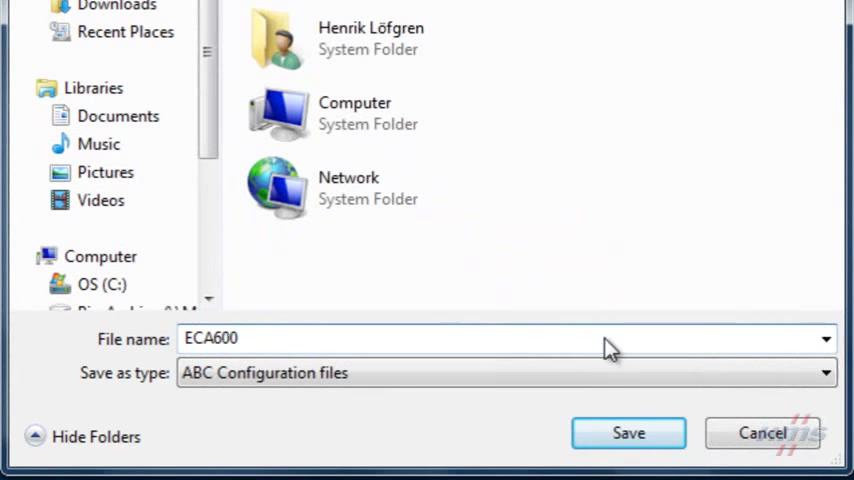 Downloads
Recent Places
Libraries
Documents
Music
Pictures
Videos
Computer
OS (C:)
Henrik Löfgren
System Folder
Computer
System Folder
Network
System Folder
File name: ECA600
Save as type: ABC Configuration files
Hide Folders
Save
Cancel